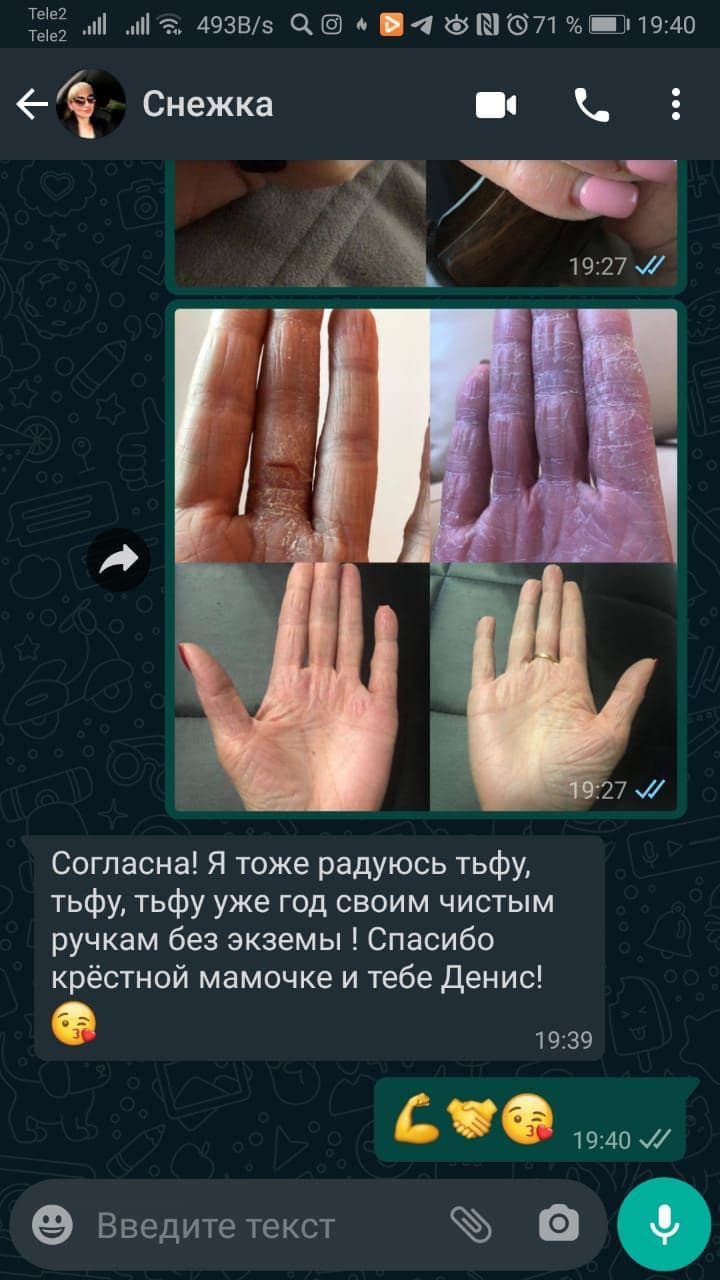 Tele2
Tele2
493B/s
71 %
19:40
Снежка
19:27
19:27
Согласна! Я тоже радуюсь тьфу,
тьфу, тьфу уже год своим чистым
ручкам без экземы ! Спасибо
крёстной мамочке и тебе Денис!
19:39
19:40
Введите текст